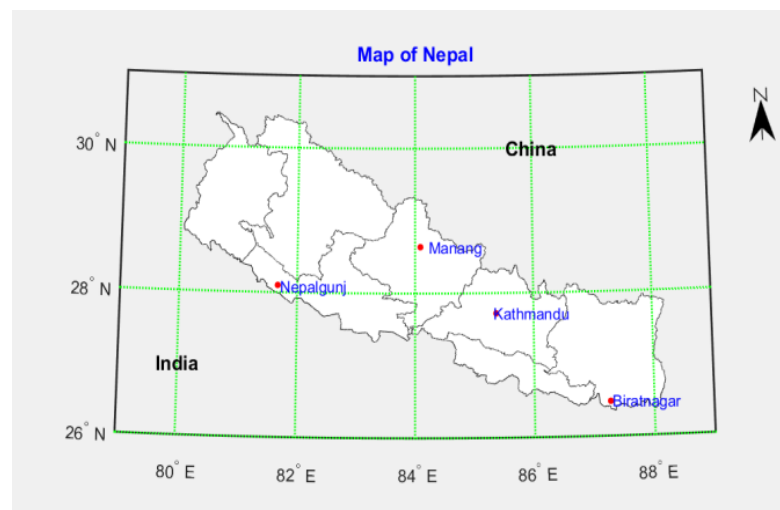 Map of Nepal
N
30° N
China
Manang
28° N
Nepalgunj
Kathmandu
India
Biratnagar
26° N
80° E
82° E
84° E
86° E
88° E